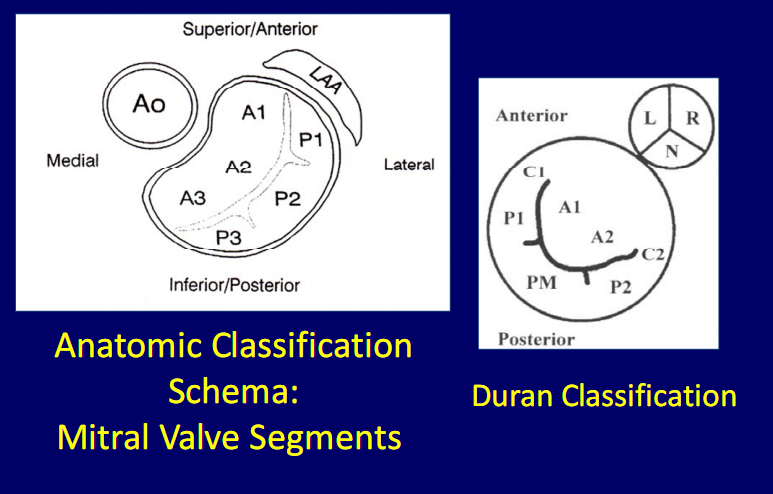 Superior/Anterior
LAA
Ao
A1
P1
Medial
Lateral
A2
A3
P2
P3
Inferior/Posterior
Anatomic Classification
Schema:
Mitral Valve Segments
Anterior
L R
N
C1
P1 A1
A2
C2
PM P2
Posterior
Duran Classification